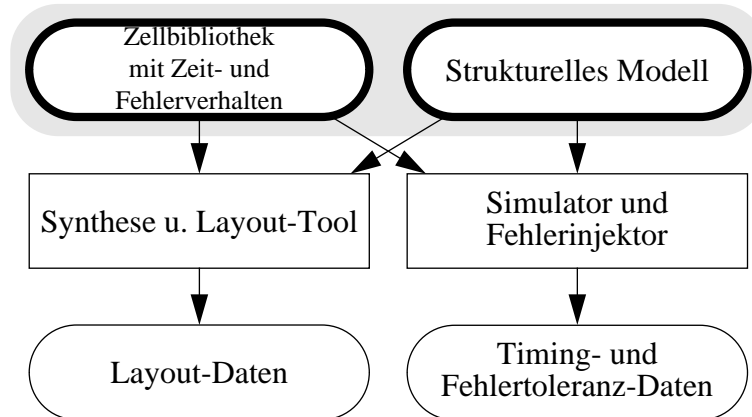 Zellbibliothek
mit Zeit- und
Fehlerverhalten
Strukturelles Modell
Synthese u. Layout-Tool
Simulator und
Fehlerinjektor
Layout-Daten
Timing- und
Fehlertoleranz-Daten